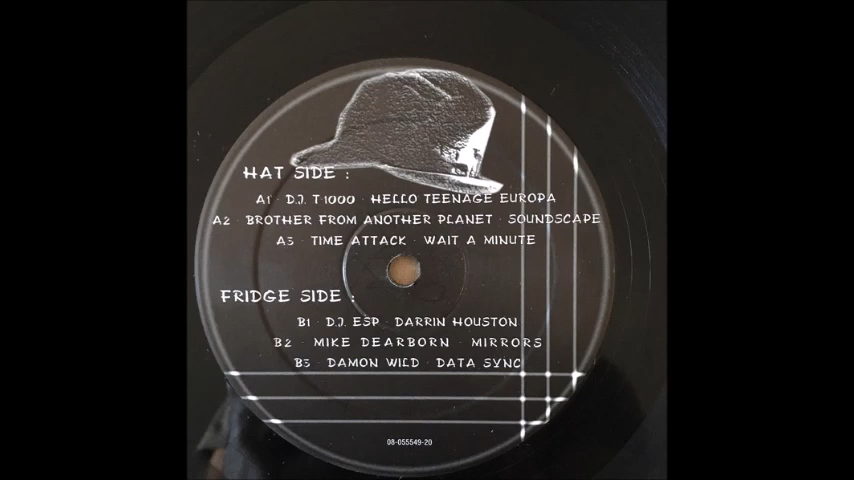 HAT SIDE :
A1 · D.J. T-1000 · HELLO TEENAGE EUROPA
A2 · BROTHER FROM ANOTHER PLANET · SOUNDSCAPE
A3 · TIME ATTACK · WAIT A MINUTE
FRIDGE SIDE :
B1 · D.J. ESP · DARRIN HOUSTON
B2 · MIKE DEARBORN · MIRRORS
B3 · DAMON WILD · DATA SYNC
08-055549-20